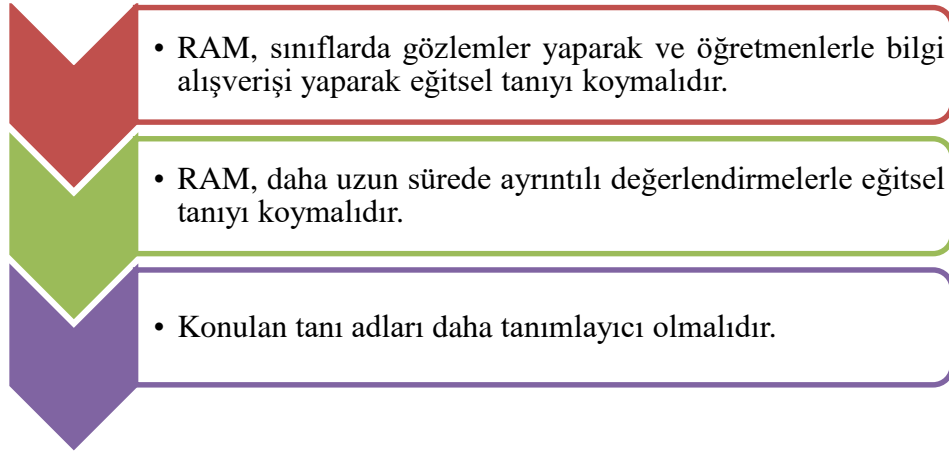 • RAM, sınıflarda gözlemler yaparak ve öğretmenlerle bilgi
alışverişi yaparak eğitsel tanıyı koymalıdır.
• RAM, daha uzun sürede ayrıntılı değerlendirmelerle eğitsel
tanıyı koymalıdır.
• Konulan tanı adları daha tanımlayıcı olmalıdır.